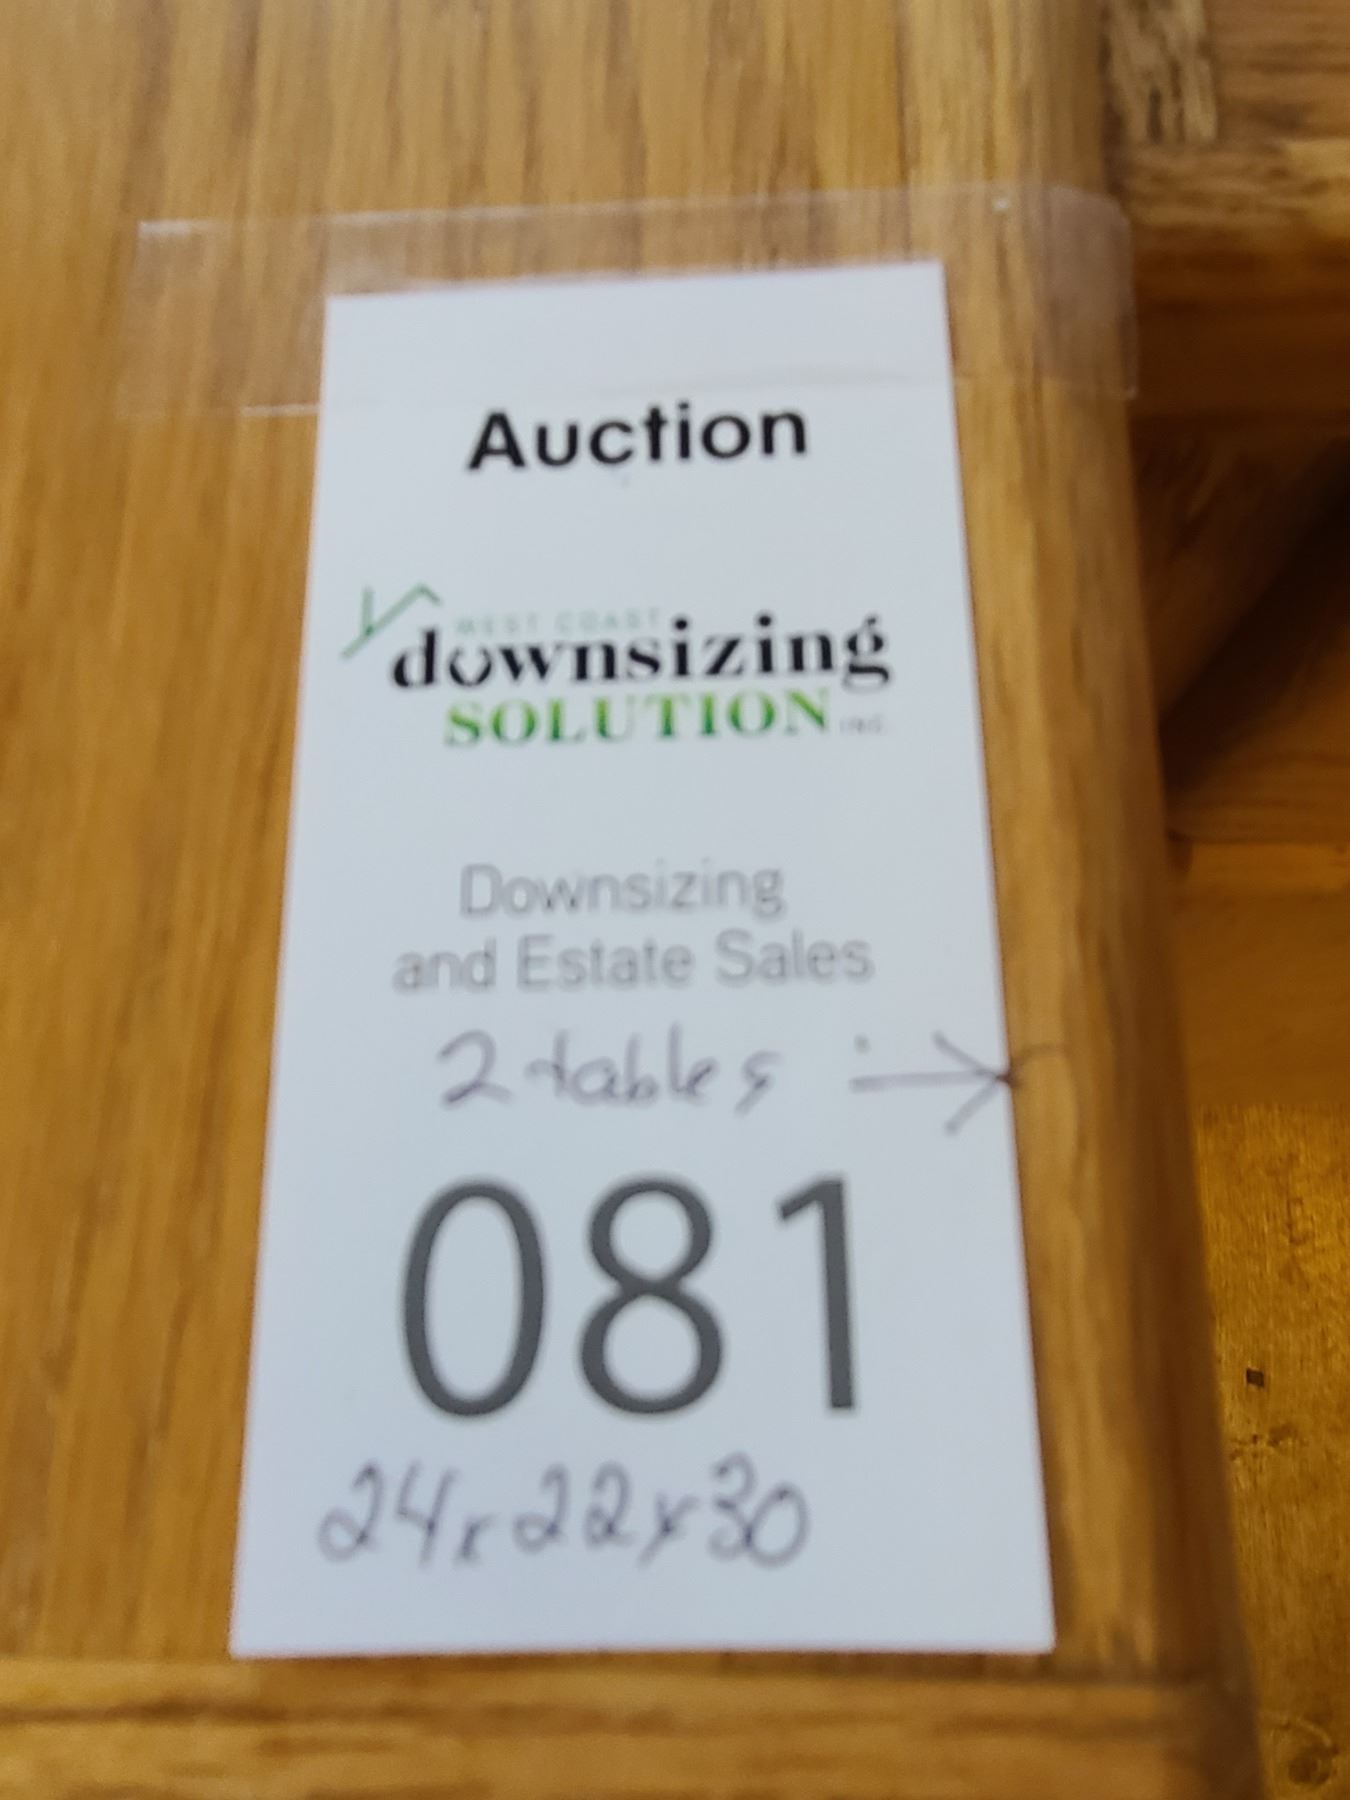 Auction
WEST COAST
downsizing
SOLUTION INC.
Downsizing
and Estate Sales
2 tables →
081
24x22x30